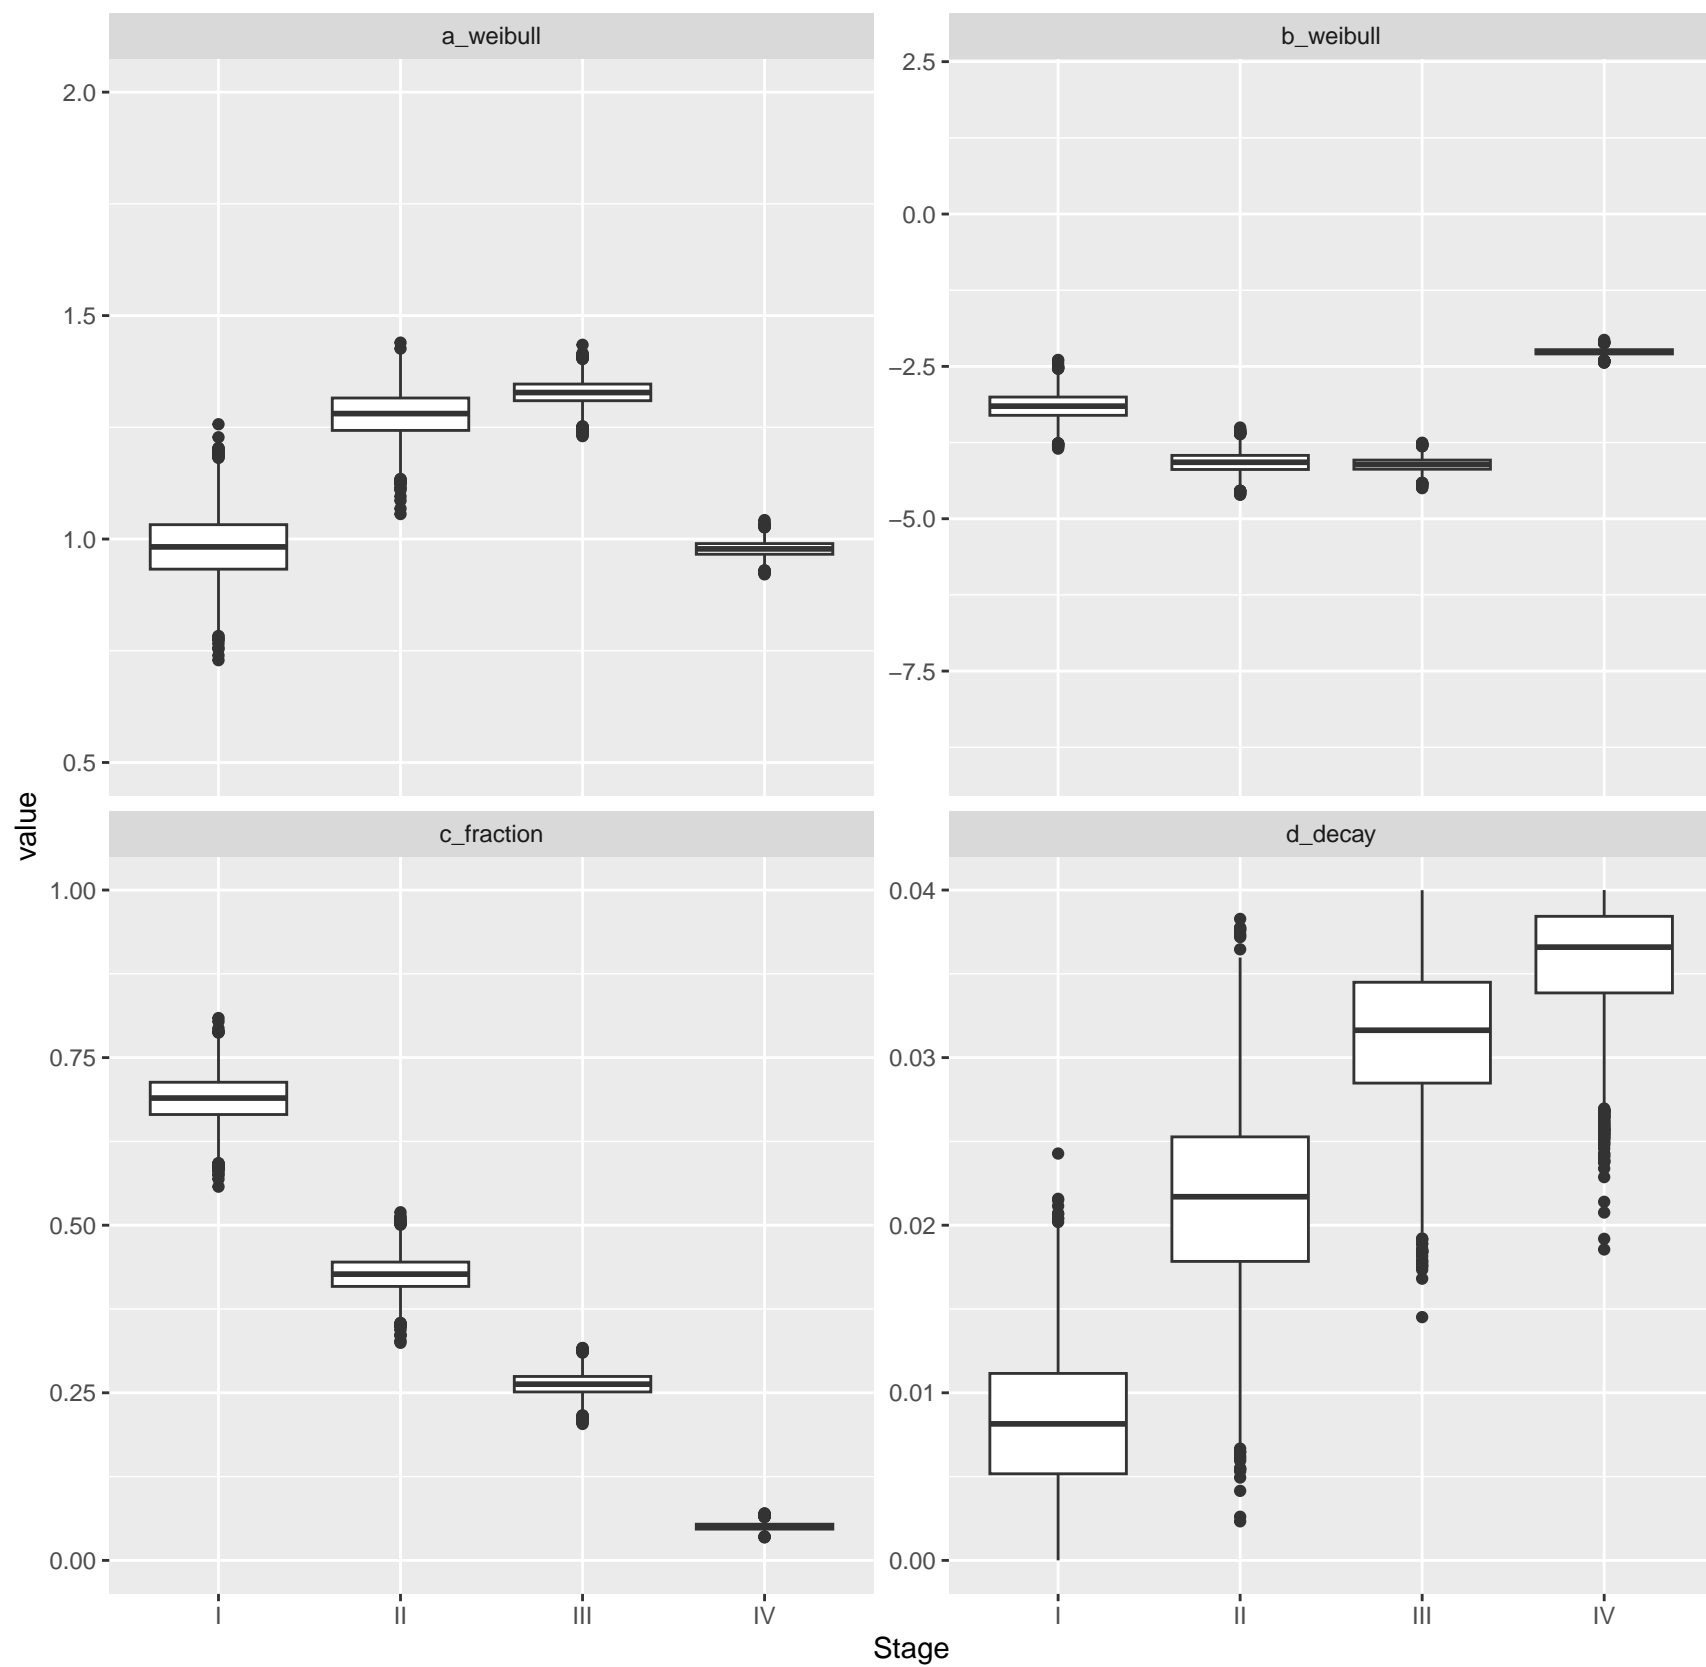 a_weibull
b_weibull
2.0
1.5
1.0
0.5
2.5
0.0
−2.5
−5.0
−7.5
value
c_fraction
d_decay
1.00
0.75
0.50
0.25
0.00
0.04
0.03
0.02
0.01
0.00
I II III IV
I II III IV
Stage